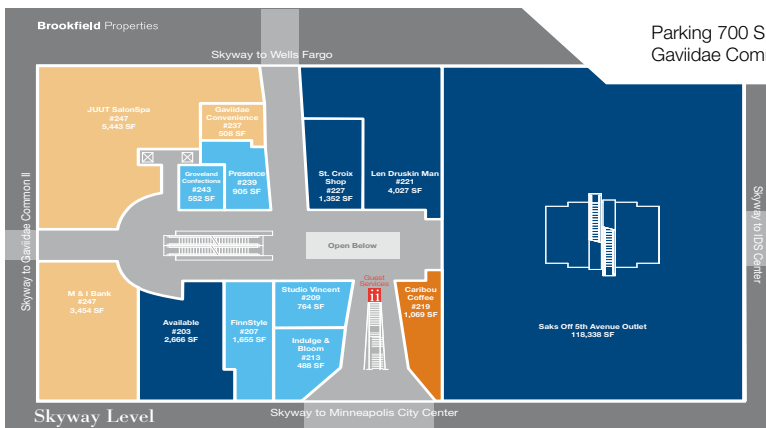 Brookfield Properties
Parking 700 S
Gaviidae Com
Skyway to Wells Fargo
JUUT SalonSpa
#247
5,443 SF
Gaviidae
Convenience
#237
506 SF
Graveland
Confections
#243
552 SF
Presence
#239
905 SF
St. Croix
Shop
#227
1,352 SF
Len Druskin Man
#221
4,027 SF
Skyway to Gaviidae Common II
Open Below
Skyway to IDS Center
M & I Bank
#247
3,454 SF
Available
#203
2,666 SF
FinnStyle
#207
1,655 SF
Studio Vincent
#209
764 SF
Indulge &
Bloom
#213
488 SF
Guest
Services
Caribou
Coffee
#219
1,069 SF
Saks Off 5th Avenue Outlet
118,338 SF
Skyway Level
Skyway to Minneapolis City Center